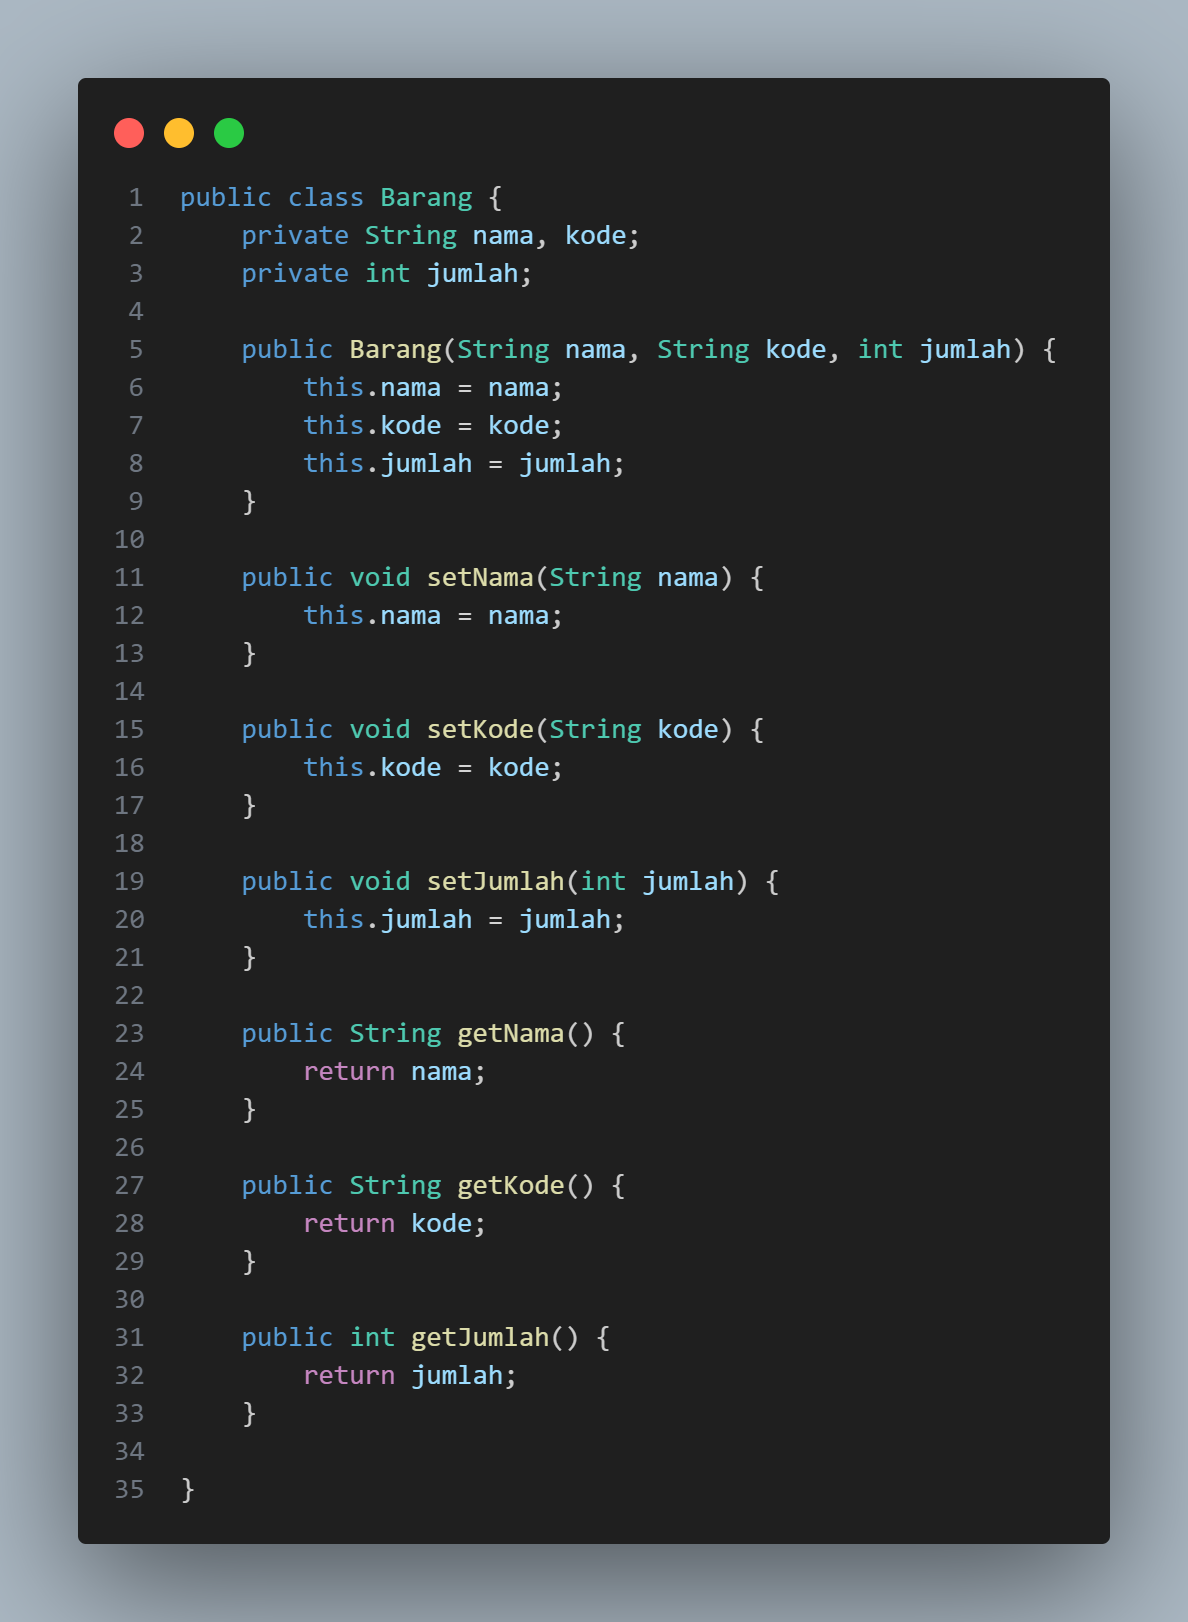 1 public class Barang {
2     private String nama, kode;
3     private int jumlah;
4
5     public Barang(String nama, String kode, int jumlah) {
6         this.nama = nama;
7         this.kode = kode;
8         this.jumlah = jumlah;
9     }
10
11     public void setNama(String nama) {
12         this.nama = nama;
13     }
14
15     public void setKode(String kode) {
16         this.kode = kode;
17     }
18
19     public void setJumlah(int jumlah) {
20         this.jumlah = jumlah;
21     }
22
23     public String getNama() {
24         return nama;
25     }
26
27     public String getKode() {
28         return kode;
29     }
30
31     public int getJumlah() {
32         return jumlah;
33     }
34
35 }